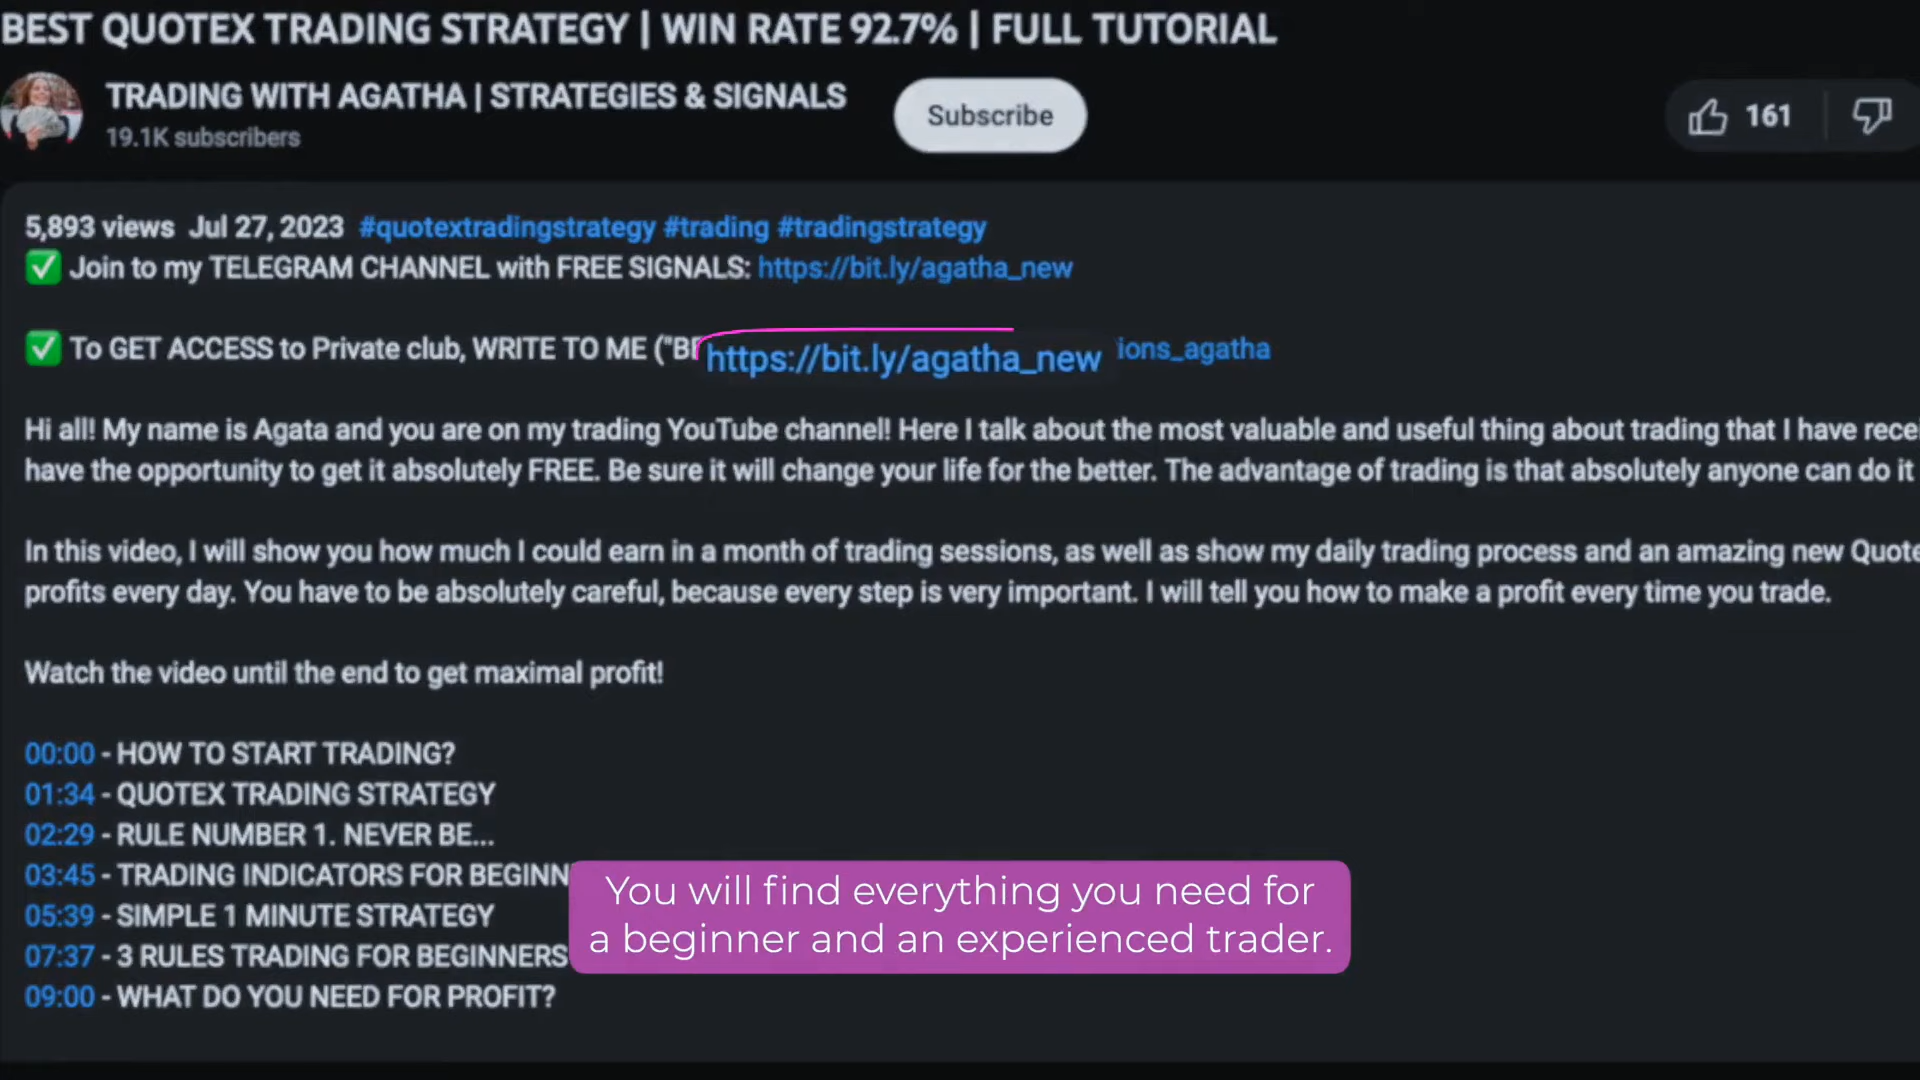 BEST QUOTEX TRADING STRATEGY | WIN RATE 92.7% | FULL TUTORIAL
TRADING WITH AGATHA | STRATEGIES & SIGNALS
19.1K subscribers
Subscribe
161
5,893 views Jul 27, 2023 #quotextradingstrategy #trading #tradingstrategy
✅ Join to my TELEGRAM CHANNEL with FREE SIGNALS: https://bit.ly/agatha_new
✅ To GET ACCESS to Private club, WRITE TO ME ("
https://bit.ly/agatha_new
ions_agatha
Hi all! My name is Agata and you are on my trading YouTube channel! Here I talk about the most valuable and useful thing about trading that I have recei
have the opportunity to get it absolutely FREE. Be sure it will change your life for the better. The advantage of trading is that absolutely anyone can do it
In this video, I will show you how much I could earn in a month of trading sessions, as well as show my daily trading process and an amazing new Quote
profits every day. You have to be absolutely careful, because every step is very important. I will tell you how to make a profit every time you trade.
Watch the video until the end to get maximal profit!
00:00 - HOW TO START TRADING?
01:34 - QUOTEX TRADING STRATEGY
02:29 - RULE NUMBER 1. NEVER BE...
03:45 - TRADING INDICATORS FOR BEGINN
05:39 - SIMPLE 1 MINUTE STRATEGY
07:37 - 3 RULES TRADING FOR BEGINNERS
09:00 - WHAT DO YOU NEED FOR PROFIT?
You will find everything you need for
a beginner and an experienced trader.